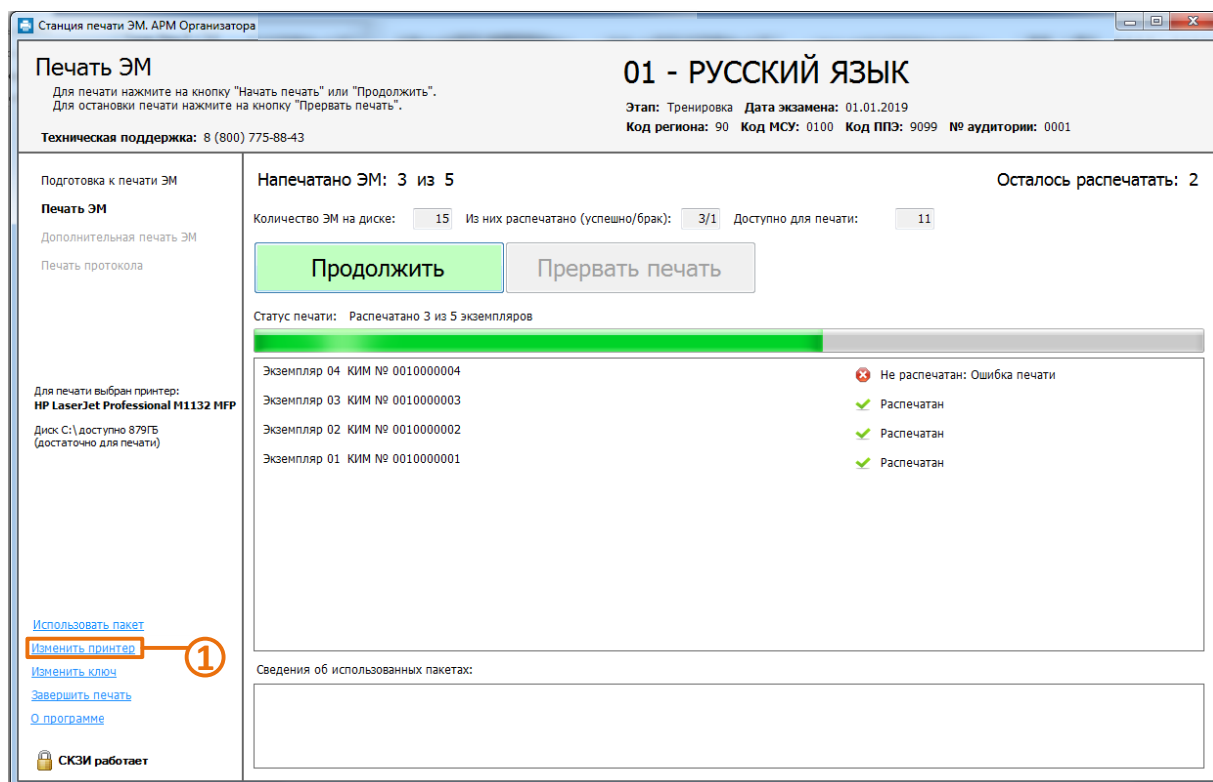 Станция печати ЭМ. АРМ Организатора
Печать ЭМ
Для печати нажмите на кнопку "Начать печать" или "Продолжить".
Для остановки печати нажмите на кнопку "Прервать печать".
Техническая поддержка: 8 (800) 775-88-43
01 - РУССКИЙ ЯЗЫК
Этап: Тренировка Дата экзамена: 01.01.2019
Код региона: 90 Код МСУ: 0100 Код ППЭ: 9099 № аудитории: 0001
Подготовка к печати ЭМ
Печать ЭМ
Дополнительная печать ЭМ
Печать протокола
Для печати выбран принтер:
HP LaserJet Professional M1132 MFP
Диск C:\ доступно 879ГБ
(достаточно для печати)
Использовать пакет
Изменить принтер
1
Изменить ключ
Завершить печать
О программе
СКЗИ работает
Напечатано ЭМ: 3 из 5 Осталось распечатать: 2
Количество ЭМ на диске: 15 Из них распечатано (успешно/брак): 3/1 Доступно для печати: 11
Продолжить Прервать печать
Статус печати: Распечатано 3 из 5 экземпляров
Экземпляр 04 КИМ № 0010000004 Не распечатан: Ошибка печати
Экземпляр 03 КИМ № 0010000003 Распечатан
Экземпляр 02 КИМ № 0010000002 Распечатан
Экземпляр 01 КИМ № 0010000001 Распечатан
Сведения об использованных пакетах: